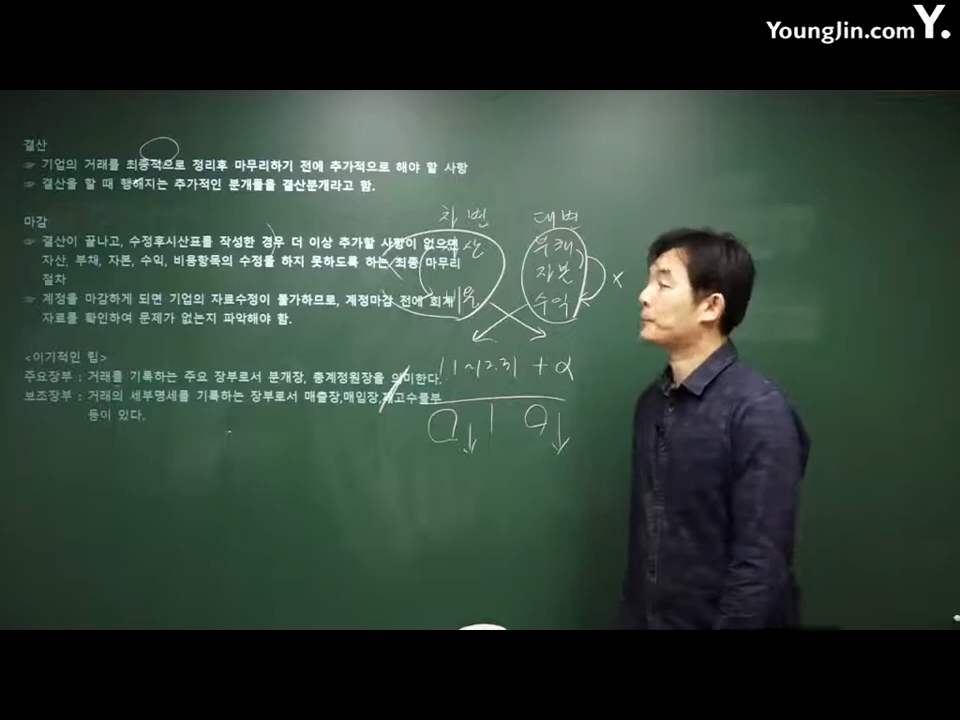 YoungJin.com Y.
결산
☞ 기업의 거래를 최종적으로 정리후 마무리하기 전에 추가적으로 해야 할 사항
☞ 결산을 할 때 행해지는 추가적인 분개들을 결산분개라고 함.
마감
☞ 결산이 끝나고, 수정후시산표를 작성한 경우 더 이상 추가할 사항이 없으면
자산, 부채, 자본, 수익, 비용항목의 수정을 하지 못하도록 하는 최종 마무리
절차
☞ 계정을 마감하게 되면 기업의 자료수정이 불가하므로, 계정마감 전에 회계
자료를 확인하여 문제가 없는지 파악해야 함.
<이기적인 팁>
주요장부 : 거래를 기록하는 주요 장부로서 분개장, 총계정원장을 의미한다.
보조장부 : 거래의 세부명세를 기록하는 장부로서 매출장,매입장,재고수불부
등이 있다.
차변 대변
산 부채
자본
비용 수익
1/1~12.31 + α